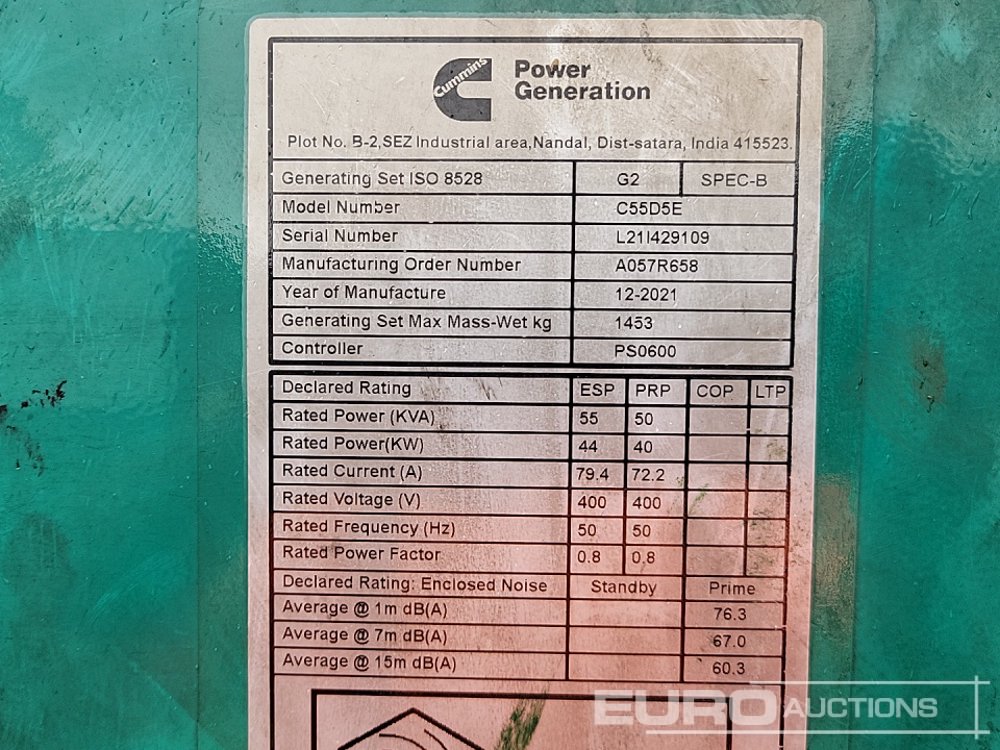 Cummins
Power
Generation
Plot No. B-2,SEZ Industrial area,Nandal, Dist-satara, India 415523.
Generating Set ISO 8528 G2 SPEC-B
Model Number C55D5E
Serial Number L21I429109
Manufacturing Order Number A057R658
Year of Manufacture 12-2021
Generating Set Max Mass-Wet kg 1453
Controller PS0600
Declared Rating ESP PRP COP LTP
Rated Power (KVA) 55 50
Rated Power(KW) 44 40
Rated Current (A) 79.4 72.2
Rated Voltage (V) 400 400
Rated Frequency (Hz) 50 50
Rated Power Factor 0.8 0.8
Declared Rating: Enclosed Noise Standby Prime
Average @ 1m dB(A) 76.3
Average @ 7m dB(A) 67.0
Average @ 15m dB(A) 60.3
EURO AUCTIONS